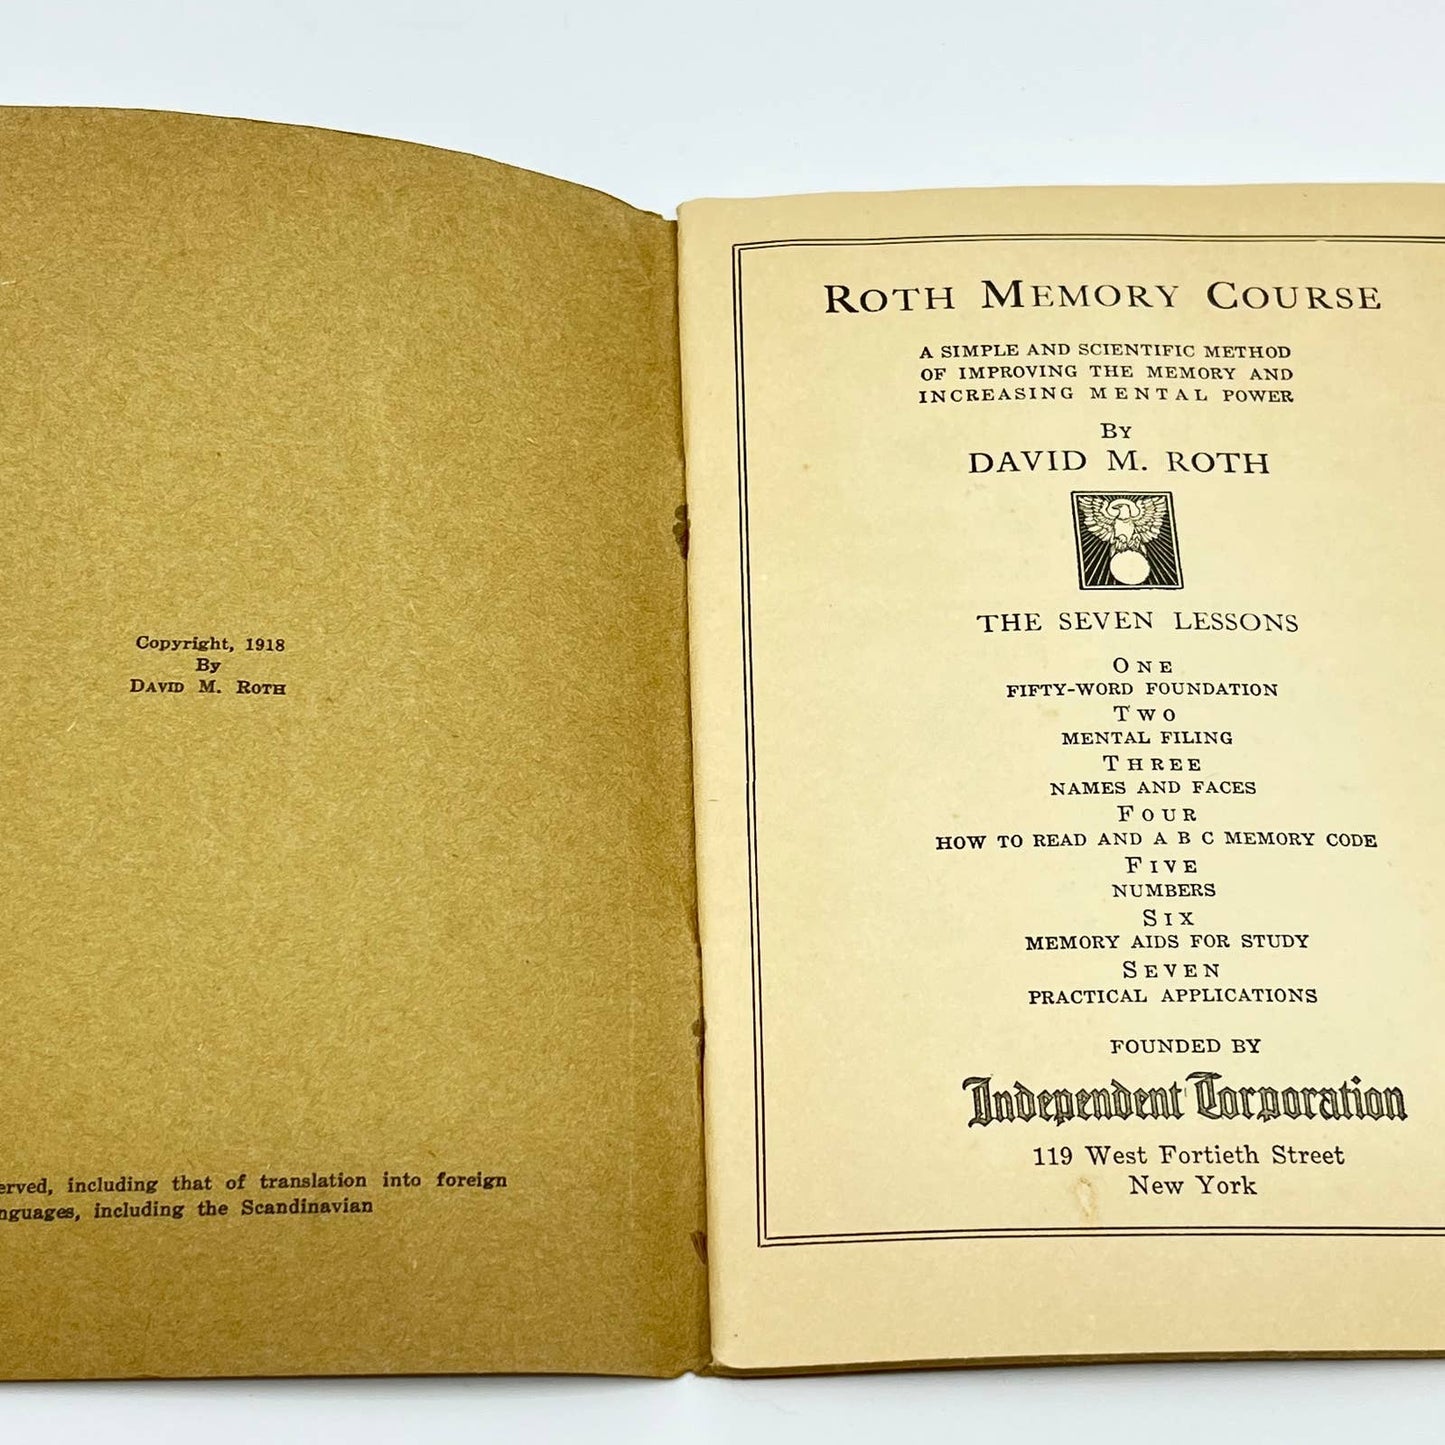 Copyright, 1918
By
DAVID M. ROTH
including that of translation into foreign
including the Scandinavian
ROTH MEMORY COURSE
A SIMPLE AND SCIENTIFIC METHOD
OF IMPROVING THE MEMORY AND
INCREASING MENTAL POWER
BY
DAVID M. ROTH
THE SEVEN LESSONS
ONE
FIFTY-WORD FOUNDATION
TWO
MENTAL FILING
THREE
NAMES AND FACES
FOUR
HOW TO READ AND A B C MEMORY CODE
FIVE
NUMBERS
SIX
MEMORY AIDS FOR STUDY
SEVEN
PRACTICAL APPLICATIONS
FOUNDED BY
Independent Corporation
119 West Fortieth Street
New York